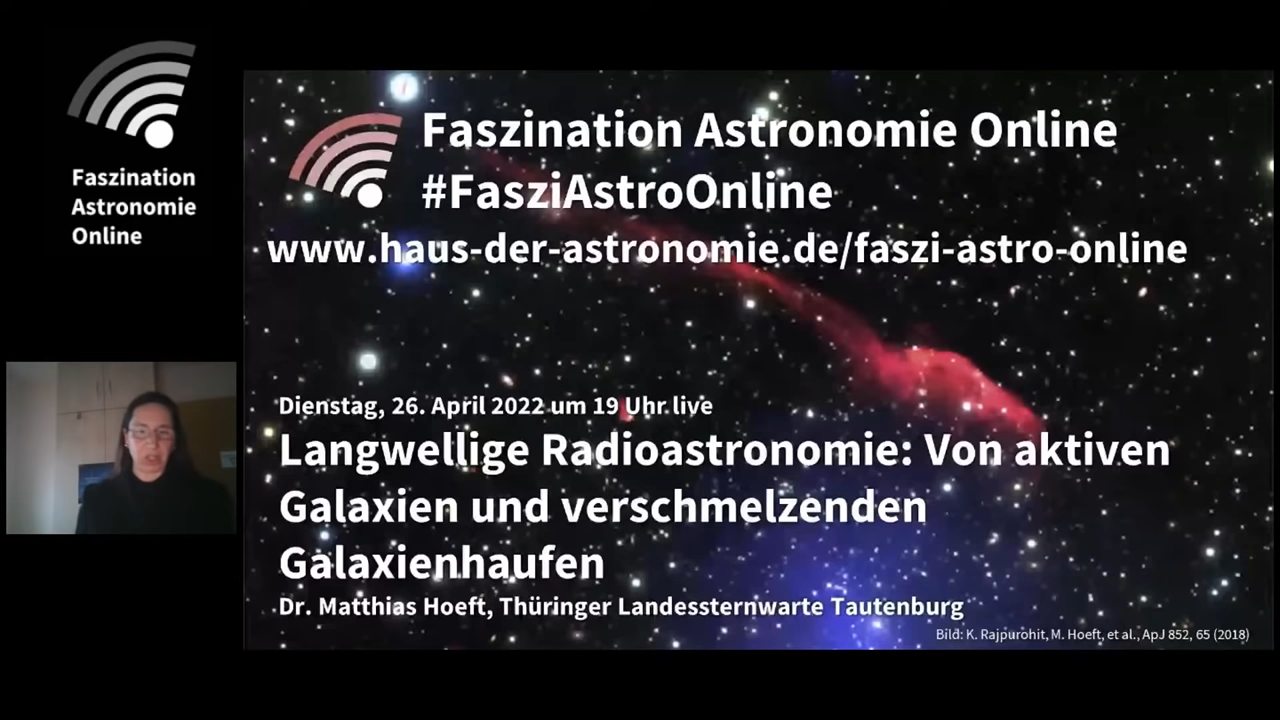 Faszination
Astronomie
Online
Faszination Astronomie Online
#FasziAstroOnline
www.haus-der-astronomie.de/faszi-astro-online
Dienstag, 26. April 2022 um 19 Uhr live
Langwellige Radioastronomie: Von aktiven
Galaxien und verschmelzenden
Galaxienhaufen
Dr. Matthias Hoeft, Thüringer Landessternwarte Tautenburg
Bild: K. Rajpurohit, M. Hoeft, et al., ApJ 852, 65 (2018)